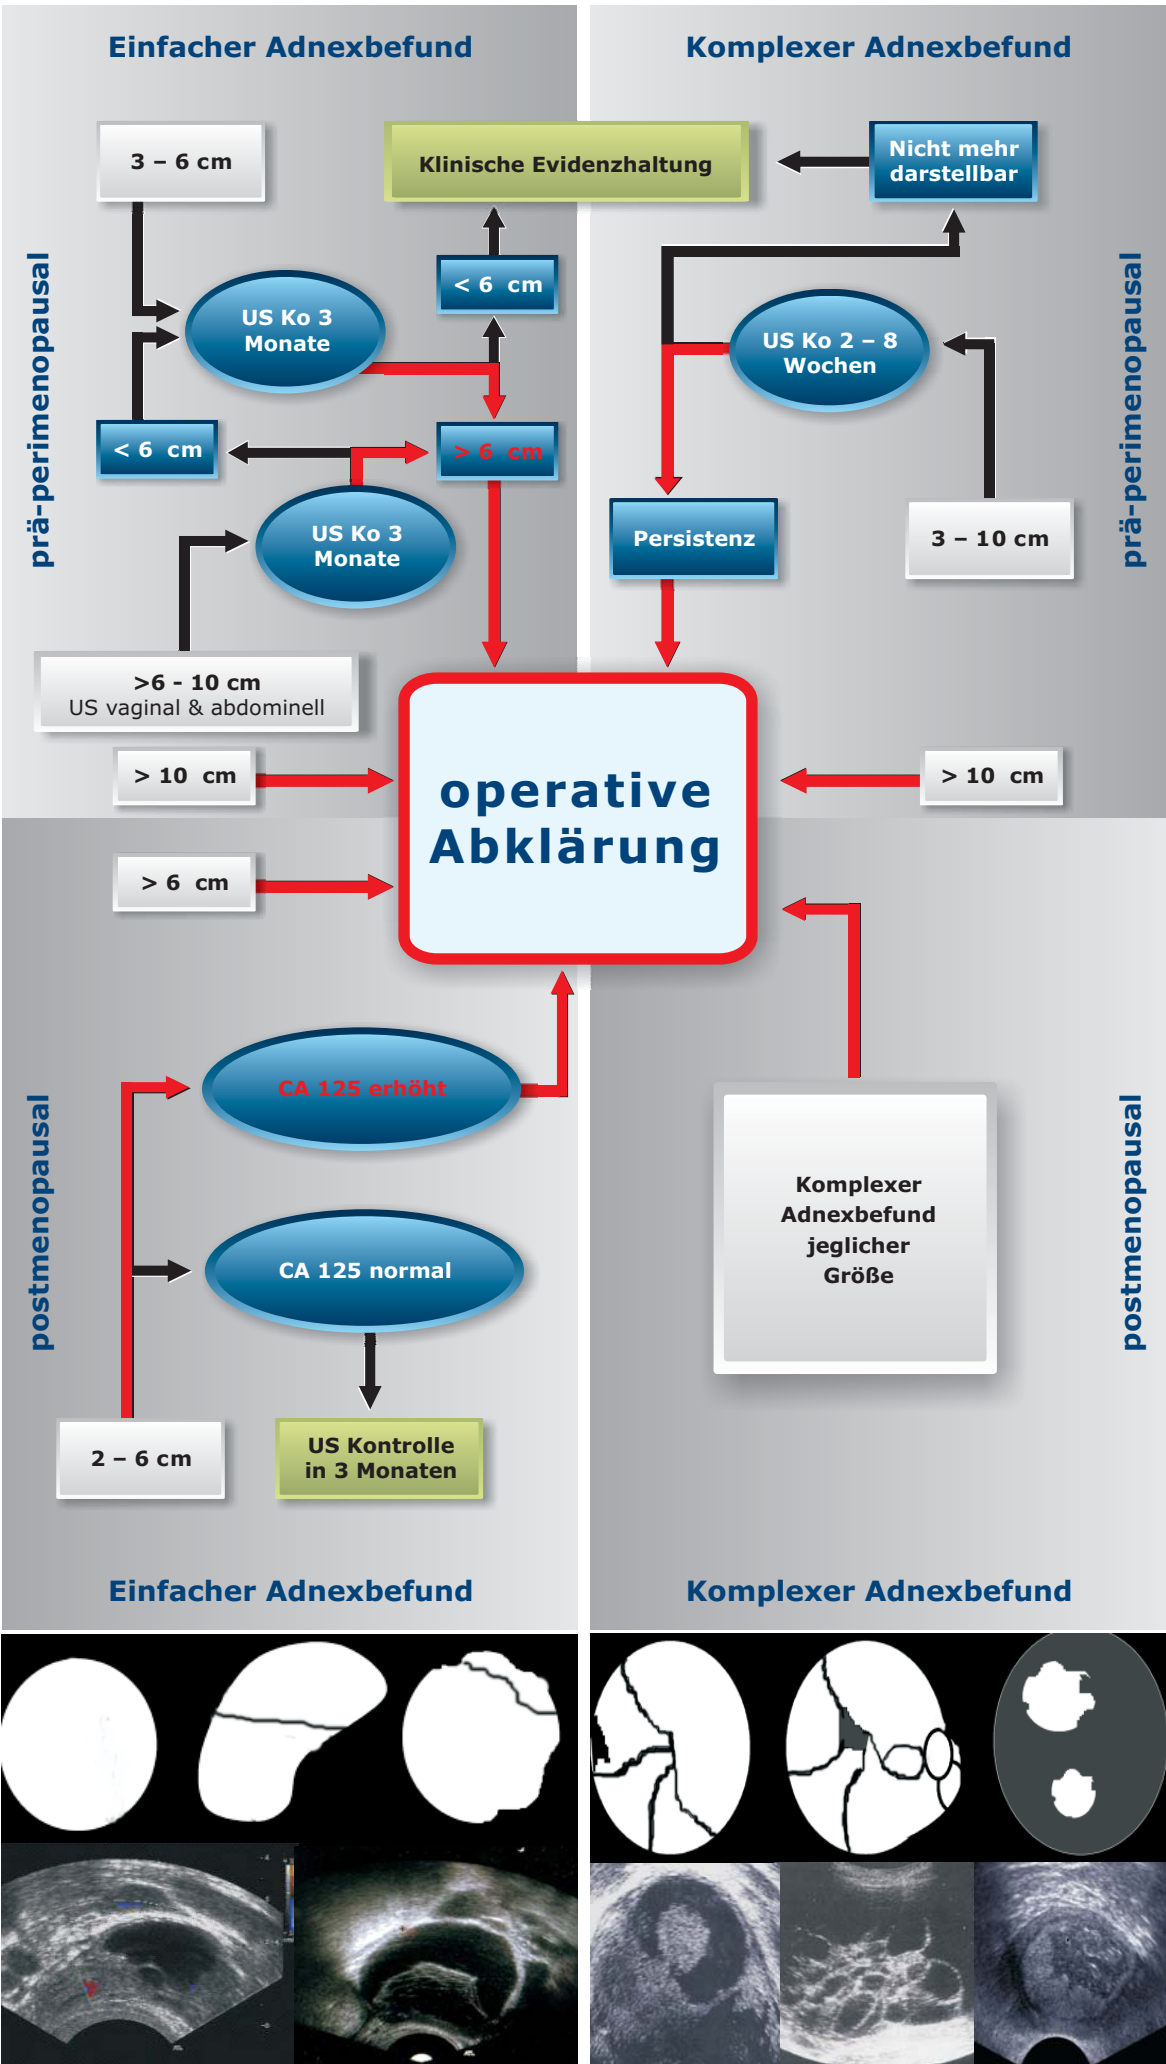 Einfacher Adnexbefund
Komplexer Adnexbefund
3 – 6 cm
Klinische Evidenzhaltung
Nicht mehr
darstellbar
prä-perimenopausal
prä-perimenopausal
< 6 cm
US Ko 3
Monate
US Ko 2 – 8
Wochen
< 6 cm
> 6 cm
US Ko 3
Monate
Persistenz
3 – 10 cm
>6 - 10 cm
US vaginal & abdominell
> 10 cm
operative
Abklärung
> 10 cm
> 6 cm
CA 125 erhöht
postmenopausal
postmenopausal
Komplexer
Adnexbefund
jeglicher
Größe
CA 125 normal
2 – 6 cm
US Kontrolle
in 3 Monaten
Einfacher Adnexbefund
Komplexer Adnexbefund